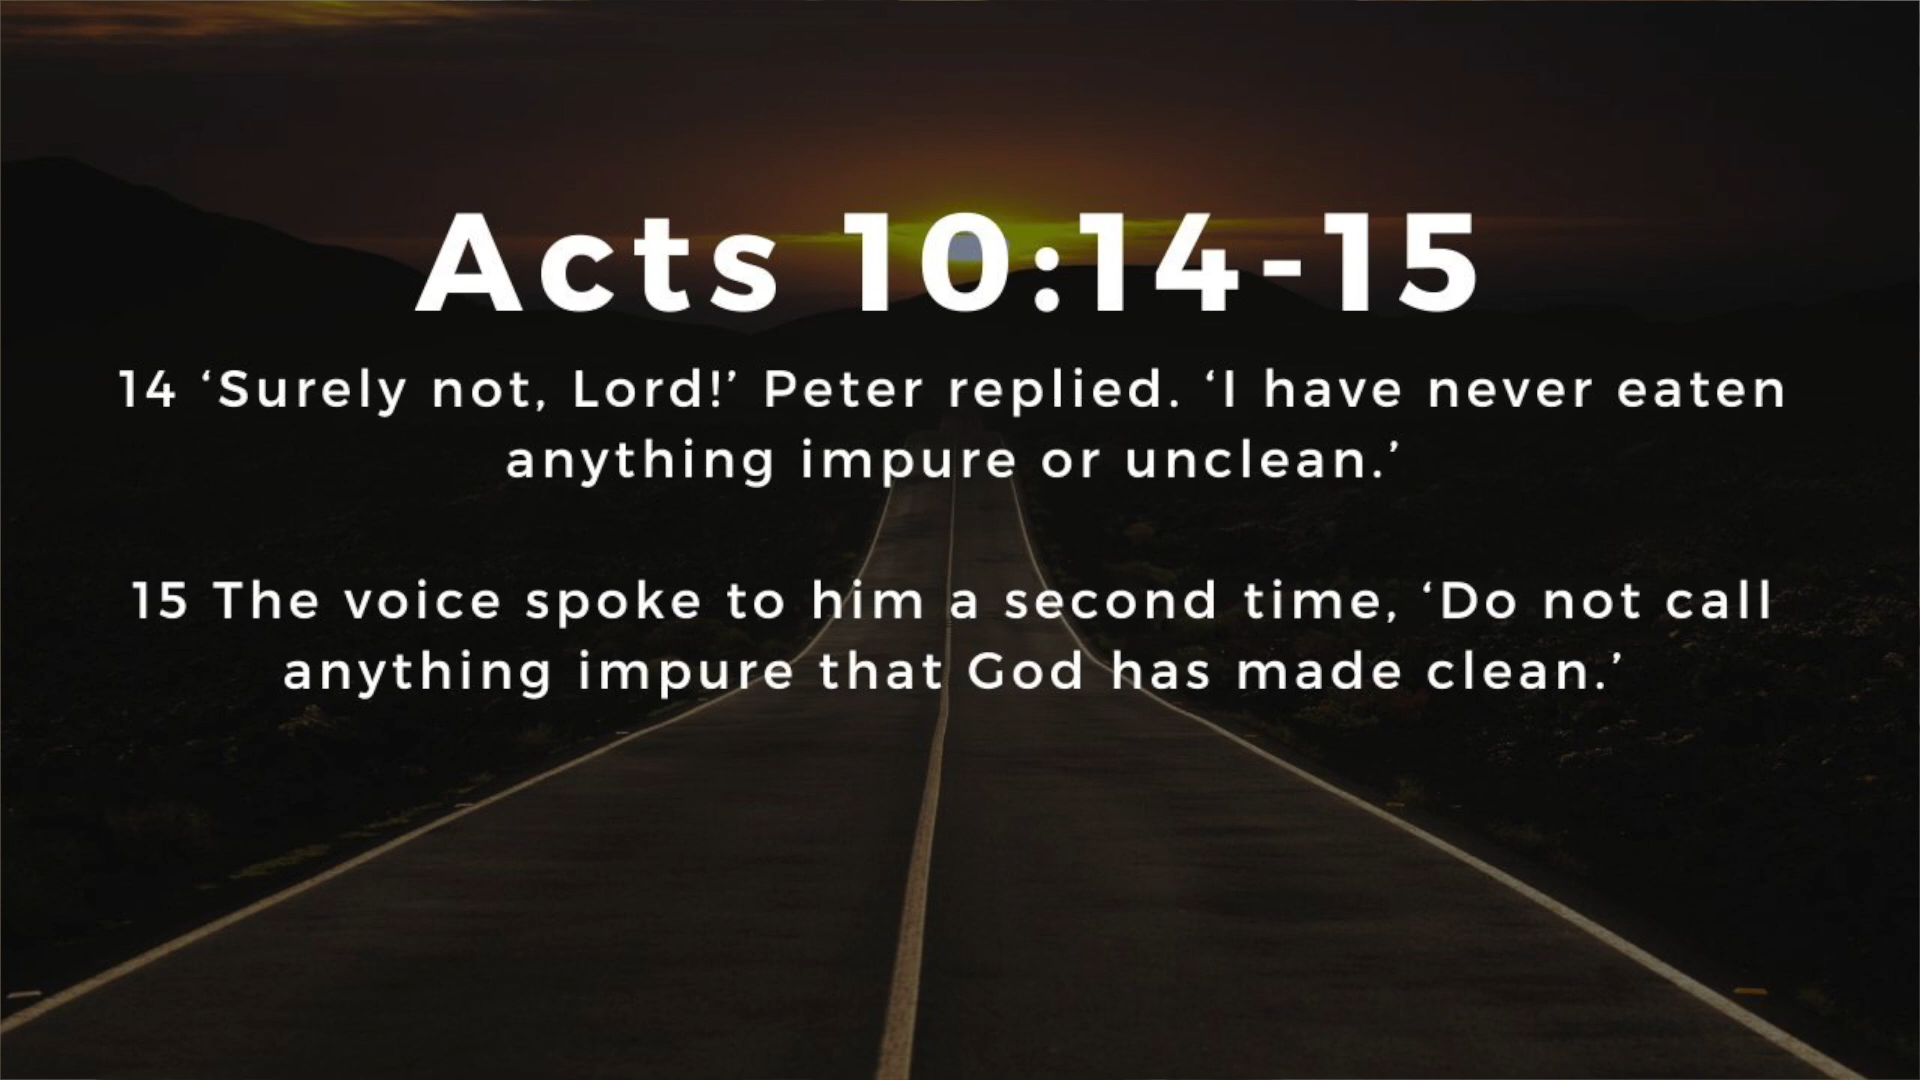 Acts 10:14-15
14 ‘Surely not, Lord!’ Peter replied. ‘I have never eaten
anything impure or unclean.’
15 The voice spoke to him a second time, ‘Do not call
anything impure that God has made clean.’